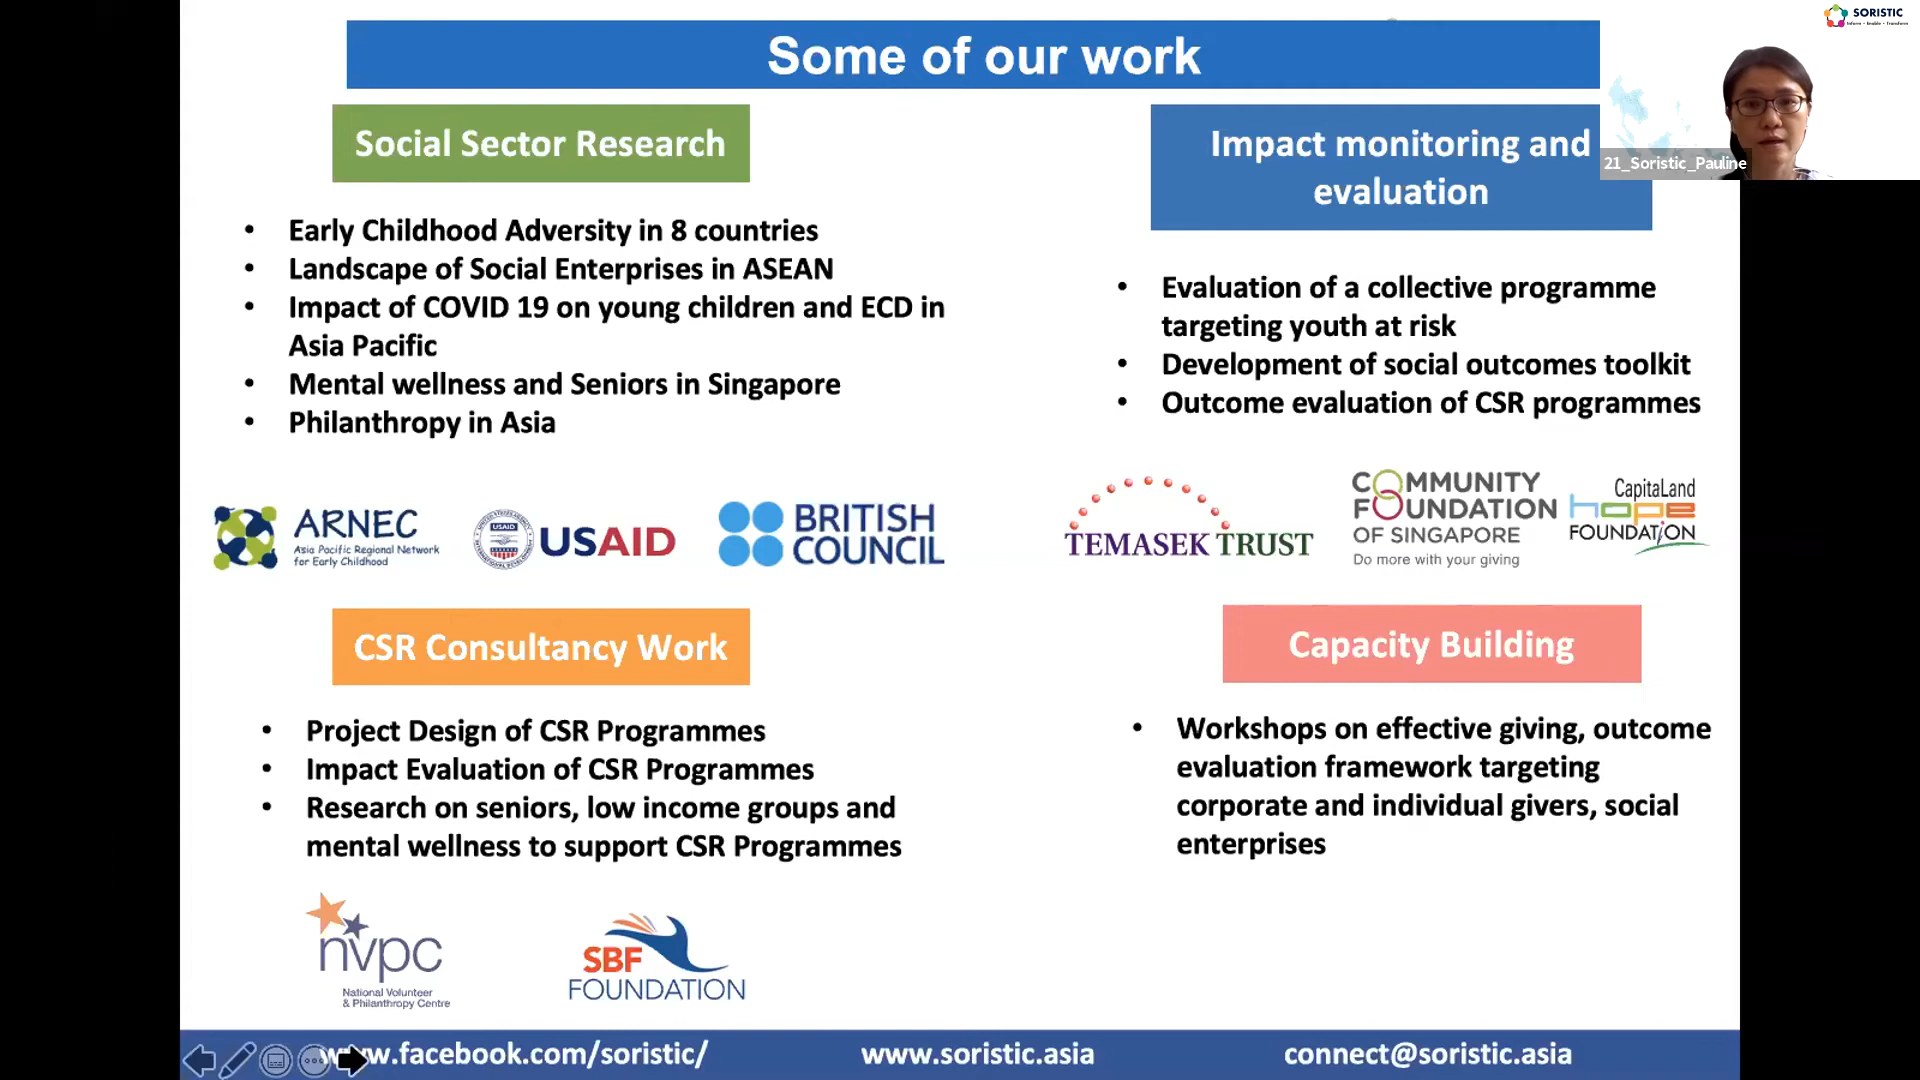 Some of our work
SORISTIC
Inform • Enable • Transform
21_Soristic_Pauline
Social Sector Research
• Early Childhood Adversity in 8 countries
• Landscape of Social Enterprises in ASEAN
• Impact of COVID 19 on young children and ECD in
Asia Pacific
• Mental wellness and Seniors in Singapore
• Philanthropy in Asia
ARNEC
Asia Pacific Regional Network
for Early Childhood
USAID
USAID
BRITISH
COUNCIL
Impact monitoring and
evaluation
• Evaluation of a collective programme
targeting youth at risk
• Development of social outcomes toolkit
• Outcome evaluation of CSR programmes
TEMASEK TRUST
COMMUNITY
FOUNDATION
OF SINGAPORE
Do more with your giving
CapitaLand
hope
FOUNDATION
CSR Consultancy Work
• Project Design of CSR Programmes
• Impact Evaluation of CSR Programmes
• Research on seniors, low income groups and
mental wellness to support CSR Programmes
nvpc
National Volunteer
& Philanthropy Centre
SBF
FOUNDATION
Capacity Building
• Workshops on effective giving, outcome
evaluation framework targeting
corporate and individual givers, social
enterprises
www.facebook.com/soristic/
www.soristic.asia
connect@soristic.asia